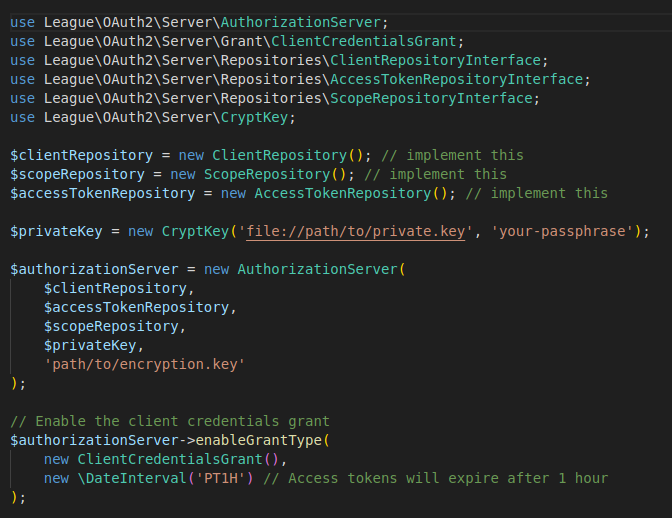 use League\OAuth2\Server\AuthorizationServer;
use League\OAuth2\Server\Grant\ClientCredentialsGrant;
use League\OAuth2\Server\Repositories\ClientRepositoryInterface;
use League\OAuth2\Server\Repositories\AccessTokenRepositoryInterface;
use League\OAuth2\Server\Repositories\ScopeRepositoryInterface;
use League\OAuth2\Server\CryptKey;

$clientRepository = new ClientRepository(); // implement this
$scopeRepository = new ScopeRepository(); // implement this
$accessTokenRepository = new AccessTokenRepository(); // implement this

$privateKey = new CryptKey('file://path/to/private.key', 'your-passphrase');

$authorizationServer = new AuthorizationServer(
    $clientRepository,
    $accessTokenRepository,
    $scopeRepository,
    $privateKey,
    'path/to/encryption.key'
);

// Enable the client credentials grant
$authorizationServer->enableGrantType(
    new ClientCredentialsGrant(),
    new \DateInterval('PT1H') // Access tokens will expire after 1 hour
);